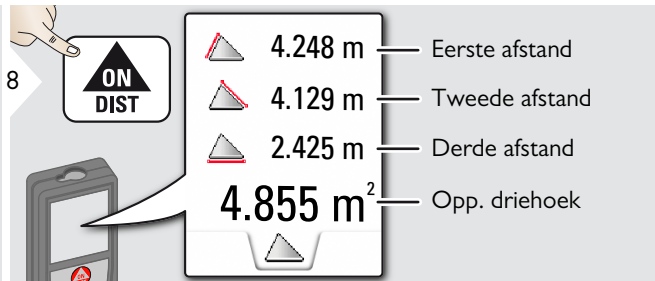 8
ON
DIST
4.248 m Eerste afstand
4.129 m Tweede afstand
2.425 m Derde afstand
4.855 m² Opp. driehoek
ON